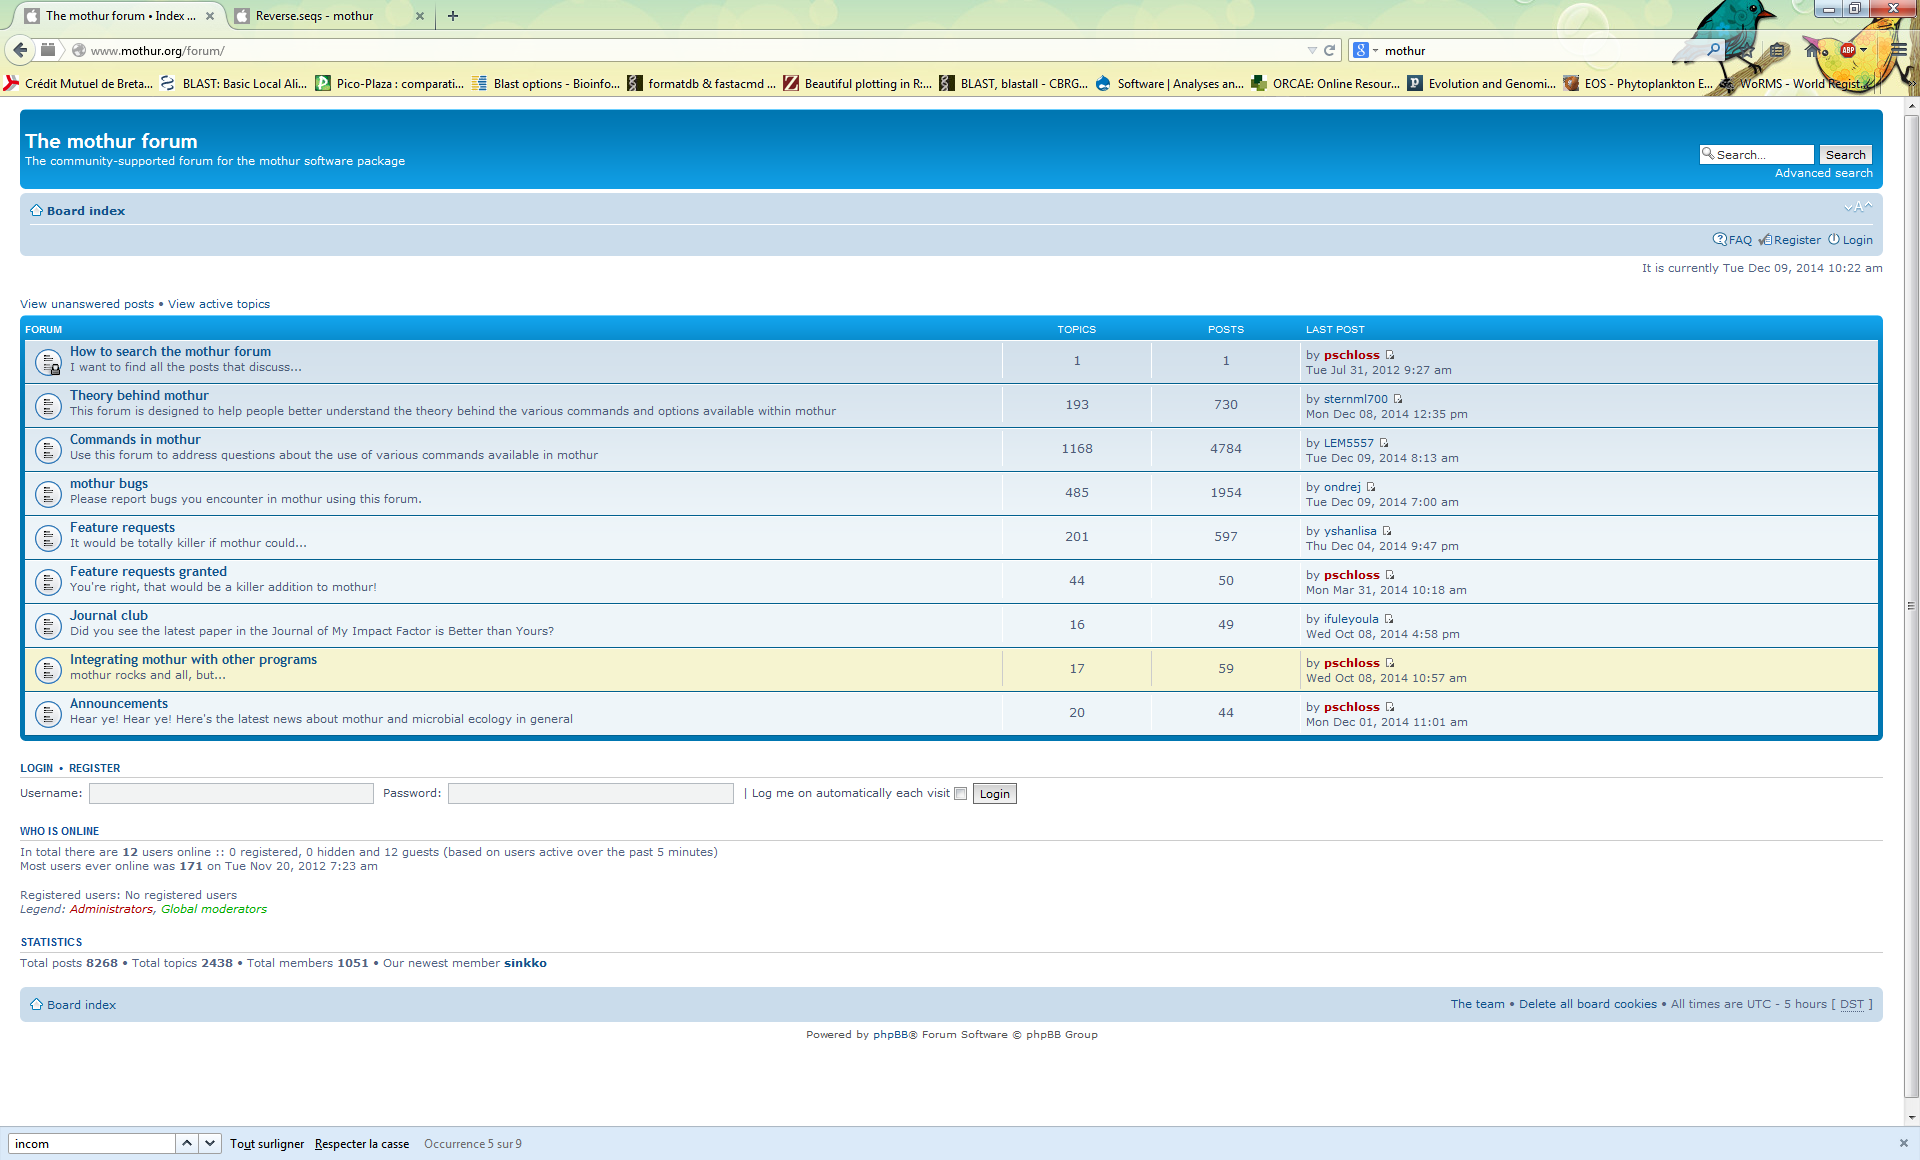 The mothur forum • Index ...
Reverse.seqs - mothur
www.mothur.org/forum/
mothur
ABP
Crédit Mutuel de Breta...
BLAST: Basic Local Ali...
Pico-Plaza : comparati...
Blast options - Bioinfo...
formatdb & fastacmd ...
Beautiful plotting in R:...
BLAST, blastall - CBRG...
Software | Analyses an...
ORCAE: Online Resour...
Evolution and Genomi...
EOS - Phytoplankton E...
WoRMS - World Regist...
The mothur forum
The community-supported forum for the mothur software package
Search...
Search
Advanced search
Board index
FAQ Register Login
It is currently Tue Dec 09, 2014 10:22 am
View unanswered posts • View active topics
FORUM TOPICS POSTS LAST POST
How to search the mothur forum
I want to find all the posts that discuss...
1 1
by pschloss
Tue Jul 31, 2012 9:27 am
Theory behind mothur
This forum is designed to help people better understand the theory behind the various commands and options available within mothur
193 730
by sternml700
Mon Dec 08, 2014 12:35 pm
Commands in mothur
Use this forum to address questions about the use of various commands available in mothur
1168 4784
by LEM5557
Tue Dec 09, 2014 8:13 am
mothur bugs
Please report bugs you encounter in mothur using this forum.
485 1954
by ondrej
Tue Dec 09, 2014 7:00 am
Feature requests
It would be totally killer if mothur could...
201 597
by yshanlisa
Thu Dec 04, 2014 9:47 pm
Feature requests granted
You're right, that would be a killer addition to mothur!
44 50
by pschloss
Mon Mar 31, 2014 10:18 am
Journal club
Did you see the latest paper in the Journal of My Impact Factor is Better than Yours?
16 49
by ifuleyoula
Wed Oct 08, 2014 4:58 pm
Integrating mothur with other programs
mothur rocks and all, but...
17 59
by pschloss
Wed Oct 08, 2014 10:57 am
Announcements
Hear ye! Hear ye! Here's the latest news about mothur and microbial ecology in general
20 44
by pschloss
Mon Dec 01, 2014 11:01 am
LOGIN • REGISTER
Username: Password: | Log me on automatically each visit Login
WHO IS ONLINE
In total there are 12 users online :: 0 registered, 0 hidden and 12 guests (based on users active over the past 5 minutes)
Most users ever online was 171 on Tue Nov 20, 2012 7:23 am
Registered users: No registered users
Legend: Administrators, Global moderators
STATISTICS
Total posts 8268 • Total topics 2438 • Total members 1051 • Our newest member sinkko
Board index
The team • Delete all board cookies • All times are UTC - 5 hours [ DST ]
Powered by phpBB® Forum Software © phpBB Group
incom
Tout surligner
Respecter la casse
Occurrence 5 sur 9